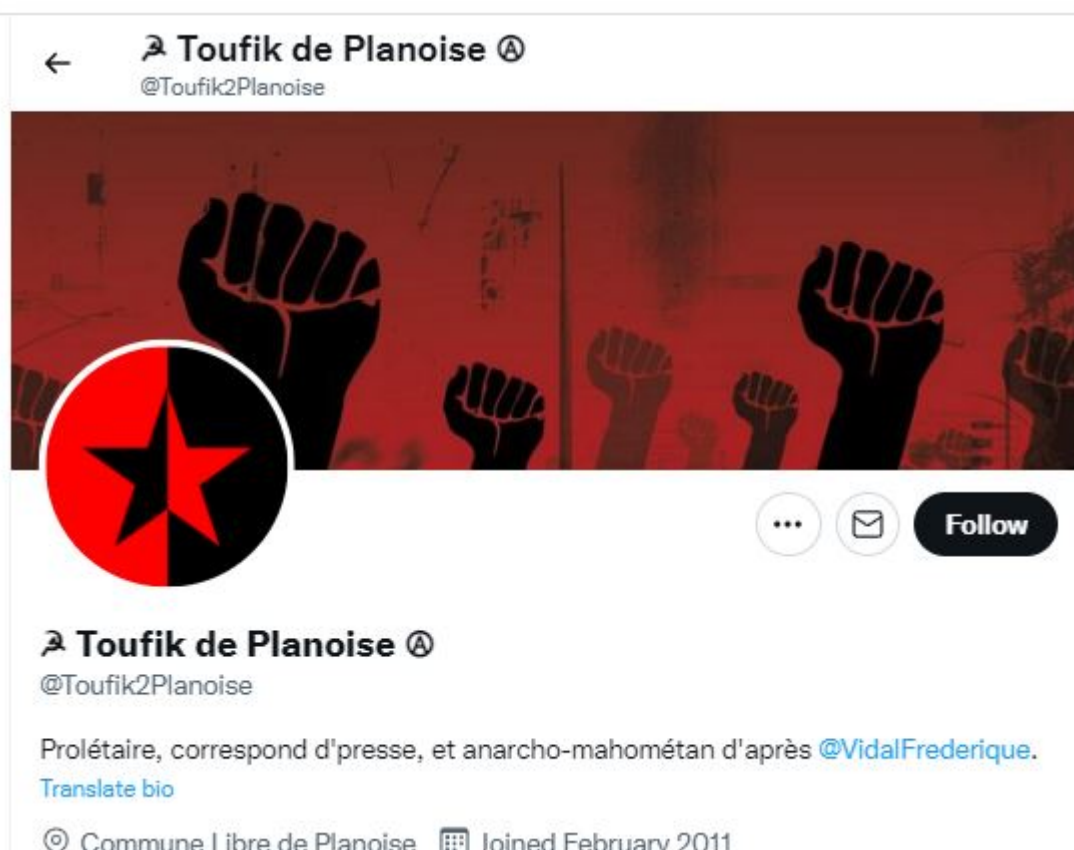 ☭ Toufik de Planoise Ⓐ
@Toufik2Planoise
Follow
☭ Toufik de Planoise Ⓐ
@Toufik2Planoise
Prolétaire, correspond d'presse, et anarcho-mahométan d'après @VidalFrederique.
Translate bio
Commune Libre de Planoise Joined February 2011